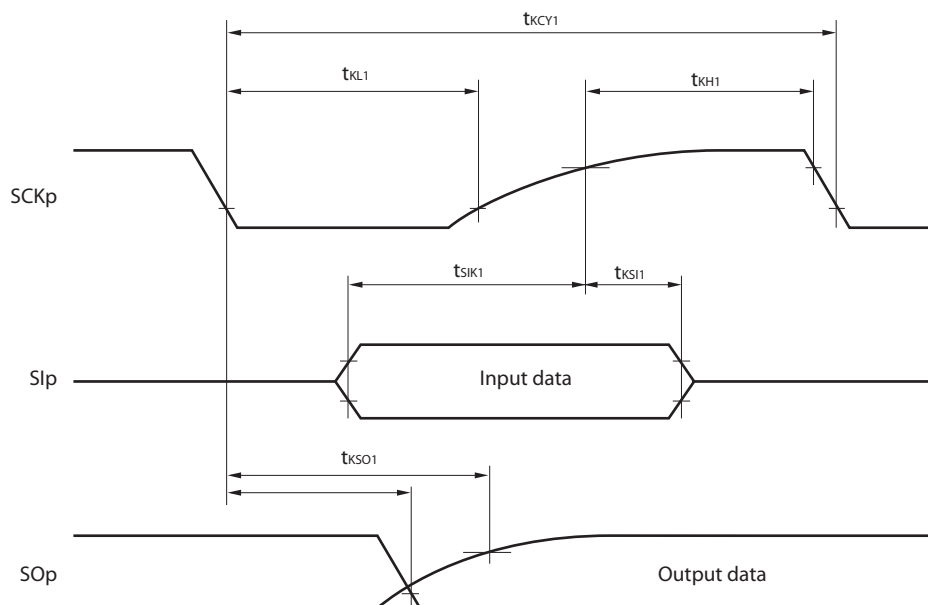 tKCY1
tKL1
tKH1
SCKp
tSIK1
tKSI1
SIp
Input data
tKSO1
SOp
Output data